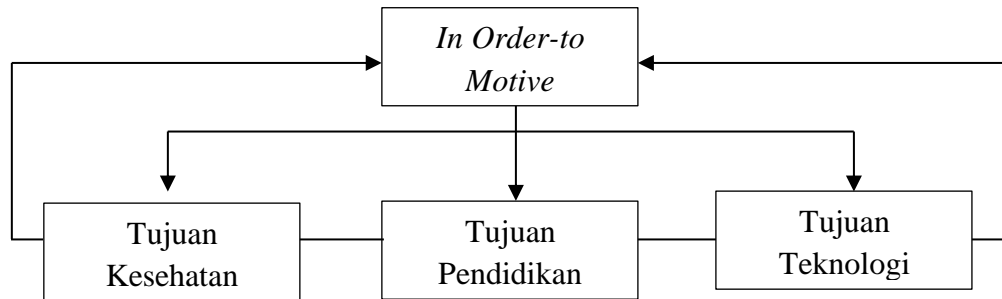 In Order-to
Motive
Tujuan
Kesehatan
Tujuan
Pendidikan
Tujuan
Teknologi